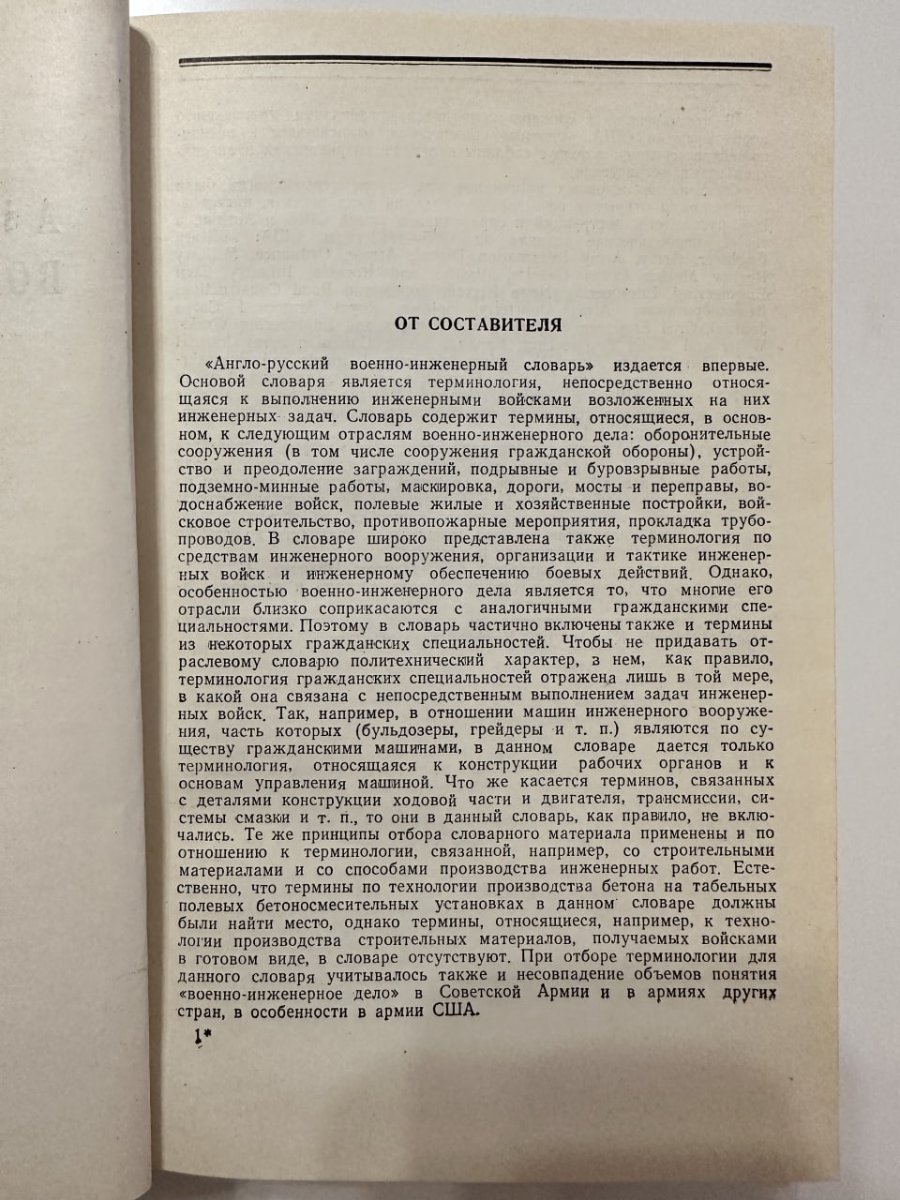 ОТ СОСТАВИТЕЛЯ
«Англо-русский военно-инженерный словарь» издается впервые.
Основой словаря является терминология, непосредственно относя-
щаяся к выполнению инженерными войсками возложенных на них
инженерных задач. Словарь содержит термины, относящиеся, в основ-
ном, к следующим отраслям военно-инженерного дела: оборонительные
сооружения (в том числе сооружения гражданской обороны), устрой-
ство и преодоление заграждений, подрывные и буровзрывные работы,
подземно-минные работы, маскировка, дороги, мосты и переправы, во-
доснабжение войск, полевые жилые и хозяйственные постройки, вой-
сковое строительство, противопожарные мероприятия, прокладка трубо-
проводов. В словаре широко представлена также терминология по
средствам инженерного вооружения, организации и тактике инженер-
ных войск и инженерному обеспечению боевых действий. Однако,
особенностью военно-инженерного дела является то, что многие его
отрасли близко соприкасаются с аналогичными гражданскими спе-
циальностями. Поэтому в словарь частично включены также и термины
из некоторых гражданских специальностей. Чтобы не придавать от-
раслевому словарю политехнический характер, в нем, как правило,
терминология гражданских специальностей отражена лишь в той мере,
в какой она связана с непосредственным выполнением задач инженер-
ных войск. Так, например, в отношении машин инженерного вооруже-
ния, часть которых (бульдозеры, грейдеры и т. п.) являются по су-
ществу гражданскими машинами, в данном словаре дается только
терминология, относящаяся к конструкции рабочих органов и к
основам управления машиной. Что же касается терминов, связанных
с деталями конструкции ходовой части и двигателя, трансмиссии, си-
стемы смазки и т. п., то они в данный словарь, как правило, не вклю-
чались. Те же принципы отбора словарного материала применены и по
отношению к терминологии, связанной, например, со строительными
материалами и со способами производства инженерных работ. Есте-
ственно, что термины по технологии производства бетона на табельных
полевых бетоносмесительных установках в данном словаре должны
были найти место, однако термины, относящиеся, например, к техно-
логии производства строительных материалов, получаемых войсками
в готовом виде, в словаре отсутствуют. При отборе терминологии для
данного словаря учитывалось также и несовпадение объемов понятия
«военно-инженерное дело» в Советской Армии и в армиях других
стран, в особенности в армии США.
1*